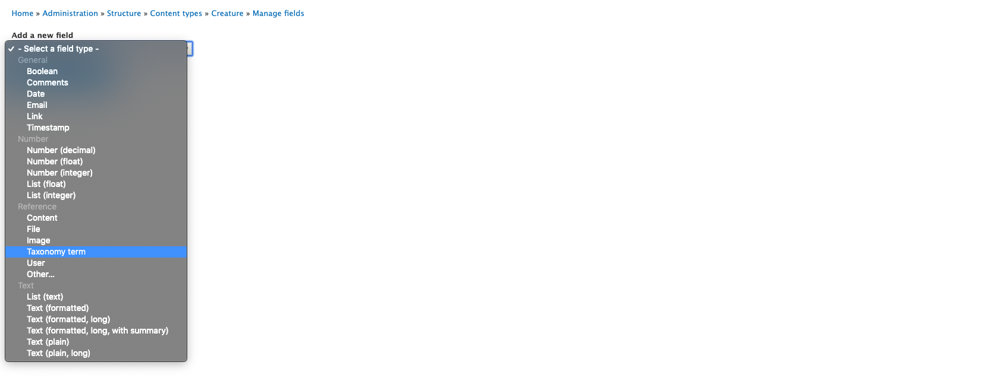 Home » Administration » Structure » Content types » Creature » Manage fields
Add a new field
✓ - Select a field type -
General
Boolean
Comments
Date
Email
Link
Timestamp
Number
Number (decimal)
Number (float)
Number (integer)
List (float)
List (integer)
Reference
Content
File
Image
Taxonomy term
User
Other...
Text
List (text)
Text (formatted)
Text (formatted, long)
Text (formatted, long, with summary)
Text (plain)
Text (plain, long)